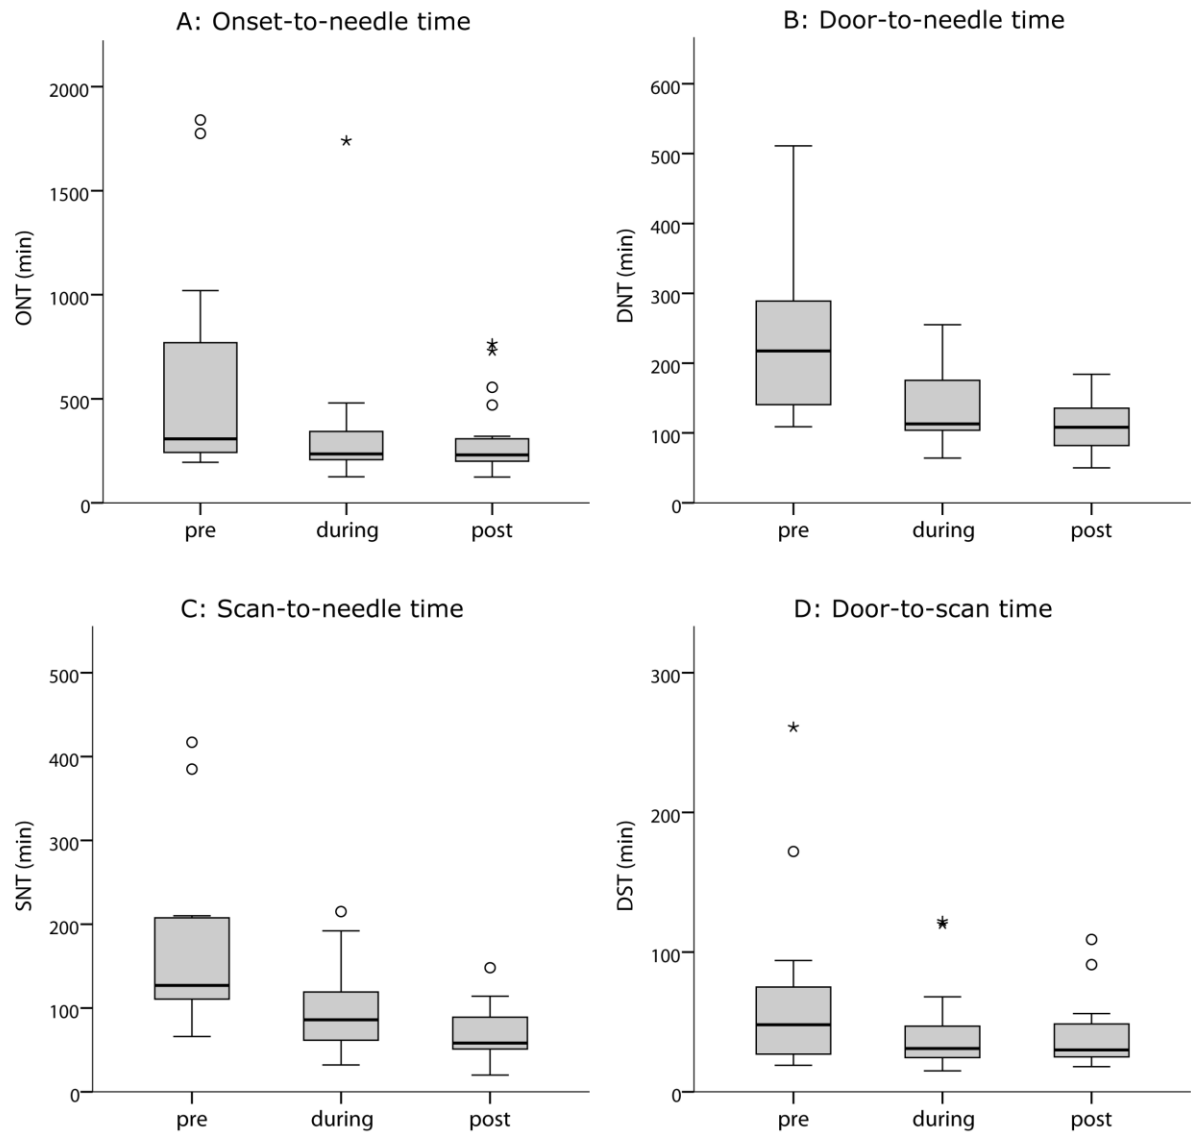 A: Onset-to-needle time
ONT (min)
2000
1500
1000
500
0
pre during post
B: Door-to-needle time
DNT (min)
600
500
400
300
200
100
0
pre during post
C: Scan-to-needle time
SNT (min)
500
400
300
200
100
0
pre during post
D: Door-to-scan time
DST (min)
300
200
100
0
pre during post